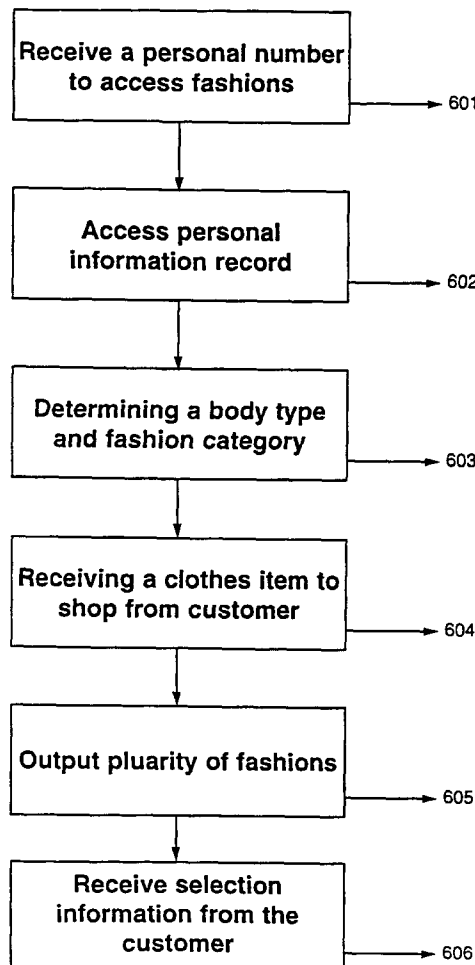 Receive a personal number
to access fashions
601
Access personal
information record
602
Determining a body type
and fashion category
603
Receiving a clothes item to
shop from customer
604
Output pluarity of fashions
605
Receive selection
information from the
customer
606